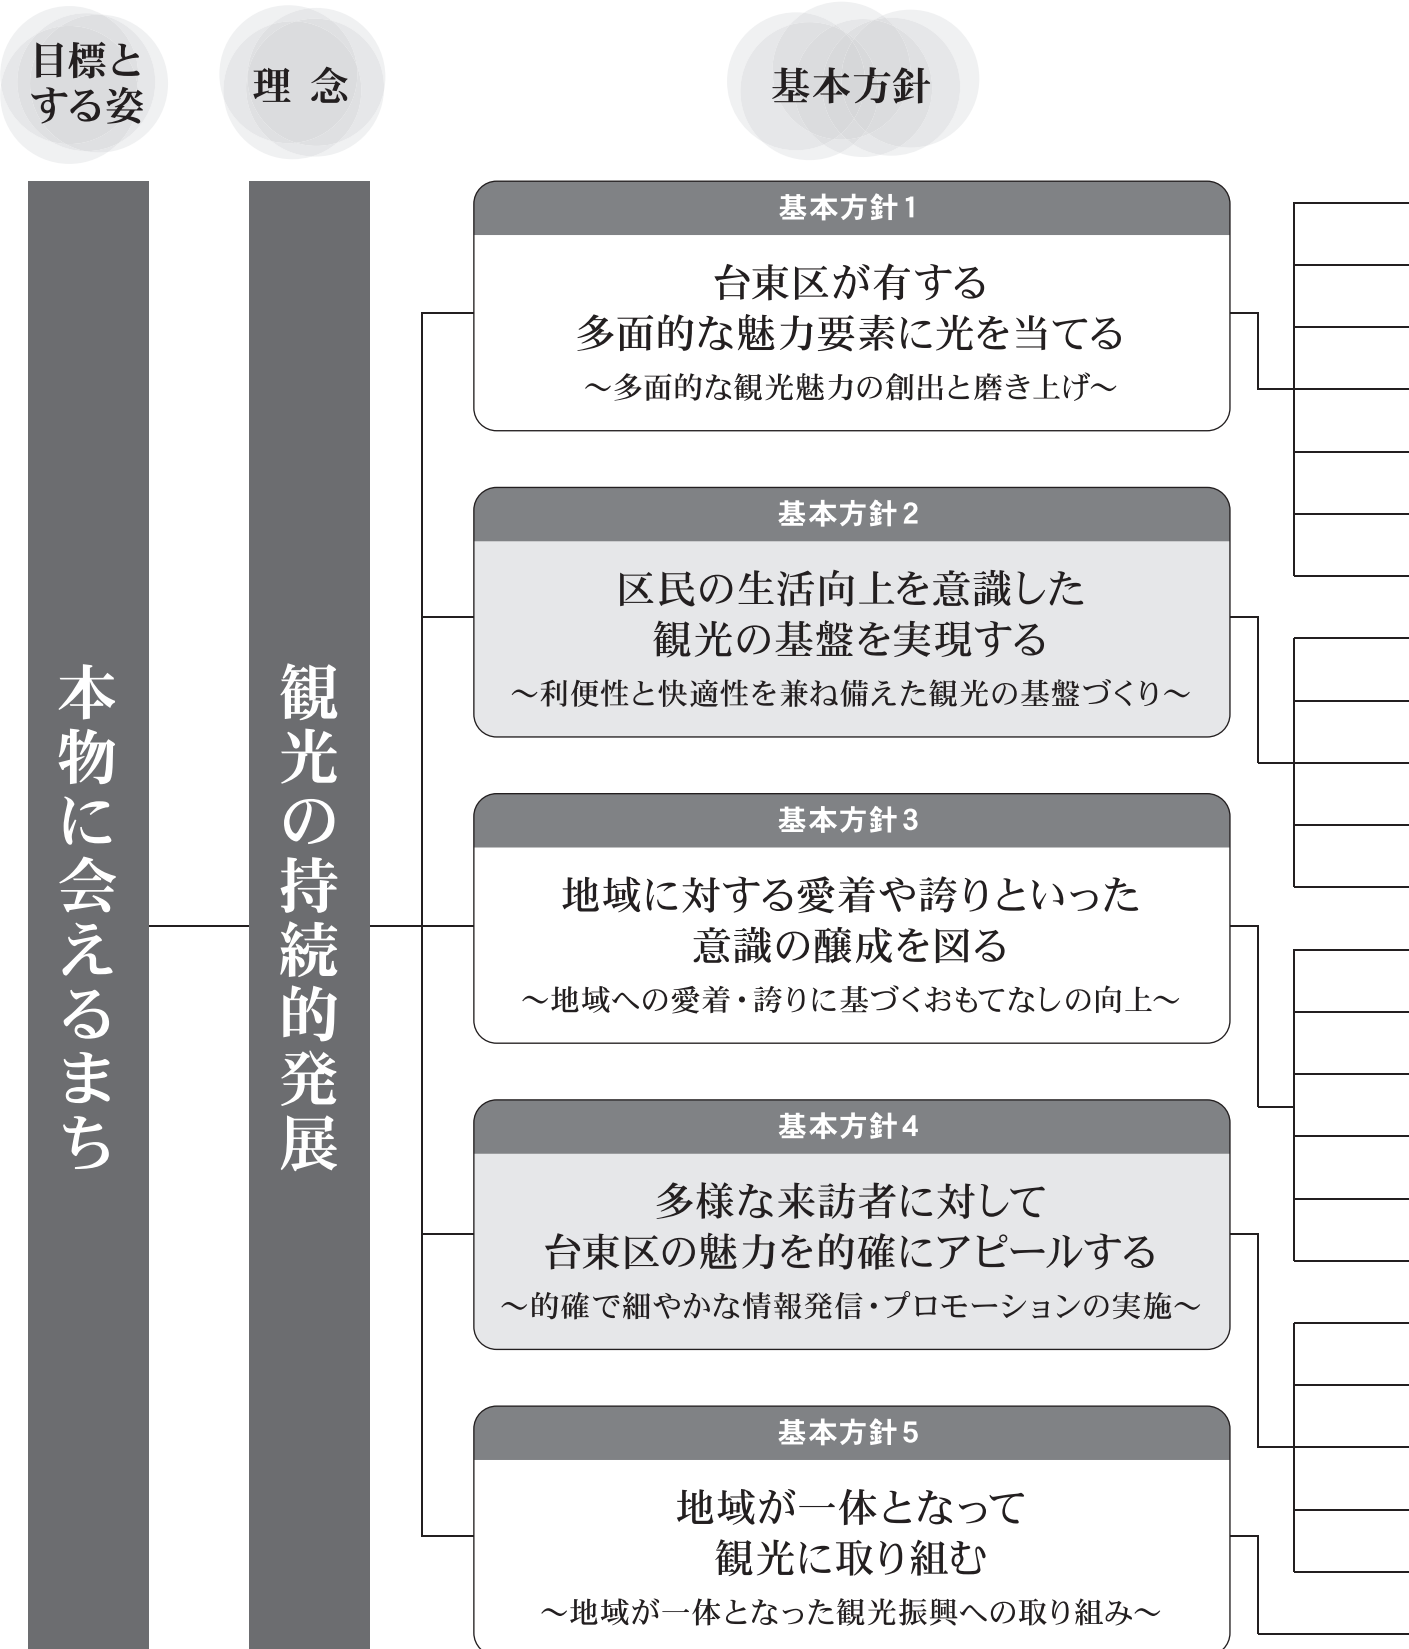 目標と
する姿
理念
基本方針
本物に会えるまち
観光の持続的発展
基本方針1
台東区が有する
多面的な魅力要素に光を当てる
～多面的な観光魅力の創出と磨き上げ～
基本方針2
区民の生活向上を意識した
観光の基盤を実現する
～利便性と快適性を兼ね備えた観光の基盤づくり～
基本方針3
地域に対する愛着や誇りといった
意識の醸成を図る
～地域への愛着・誇りに基づくおもてなしの向上～
基本方針4
多様な来訪者に対して
台東区の魅力を的確にアピールする
～的確で細やかな情報発信・プロモーションの実施～
基本方針5
地域が一体となって
観光に取り組む
～地域が一体となった観光振興への取り組み～